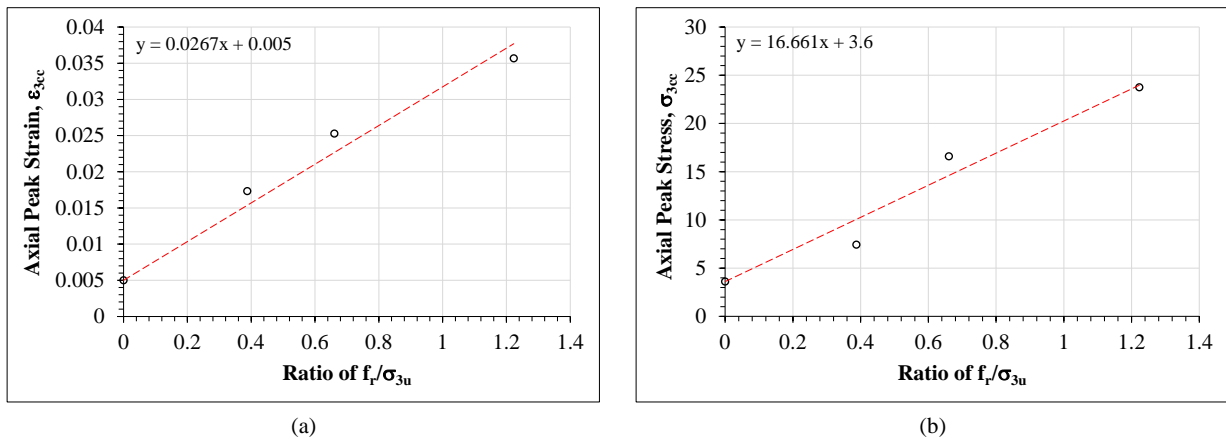 y = 0.0267x + 0.005
Axial Peak Strain, ε3cc
0.04
0.035
0.03
0.025
0.02
0.015
0.01
0.005
0
0 0.2 0.4 0.6 0.8 1 1.2 1.4
Ratio of fr/σ3u
(a)
y = 16.661x + 3.6
Axial Peak Stress, σ3cc
30
25
20
15
10
5
0
0 0.2 0.4 0.6 0.8 1 1.2 1.4
Ratio of fr/σ3u
(b)